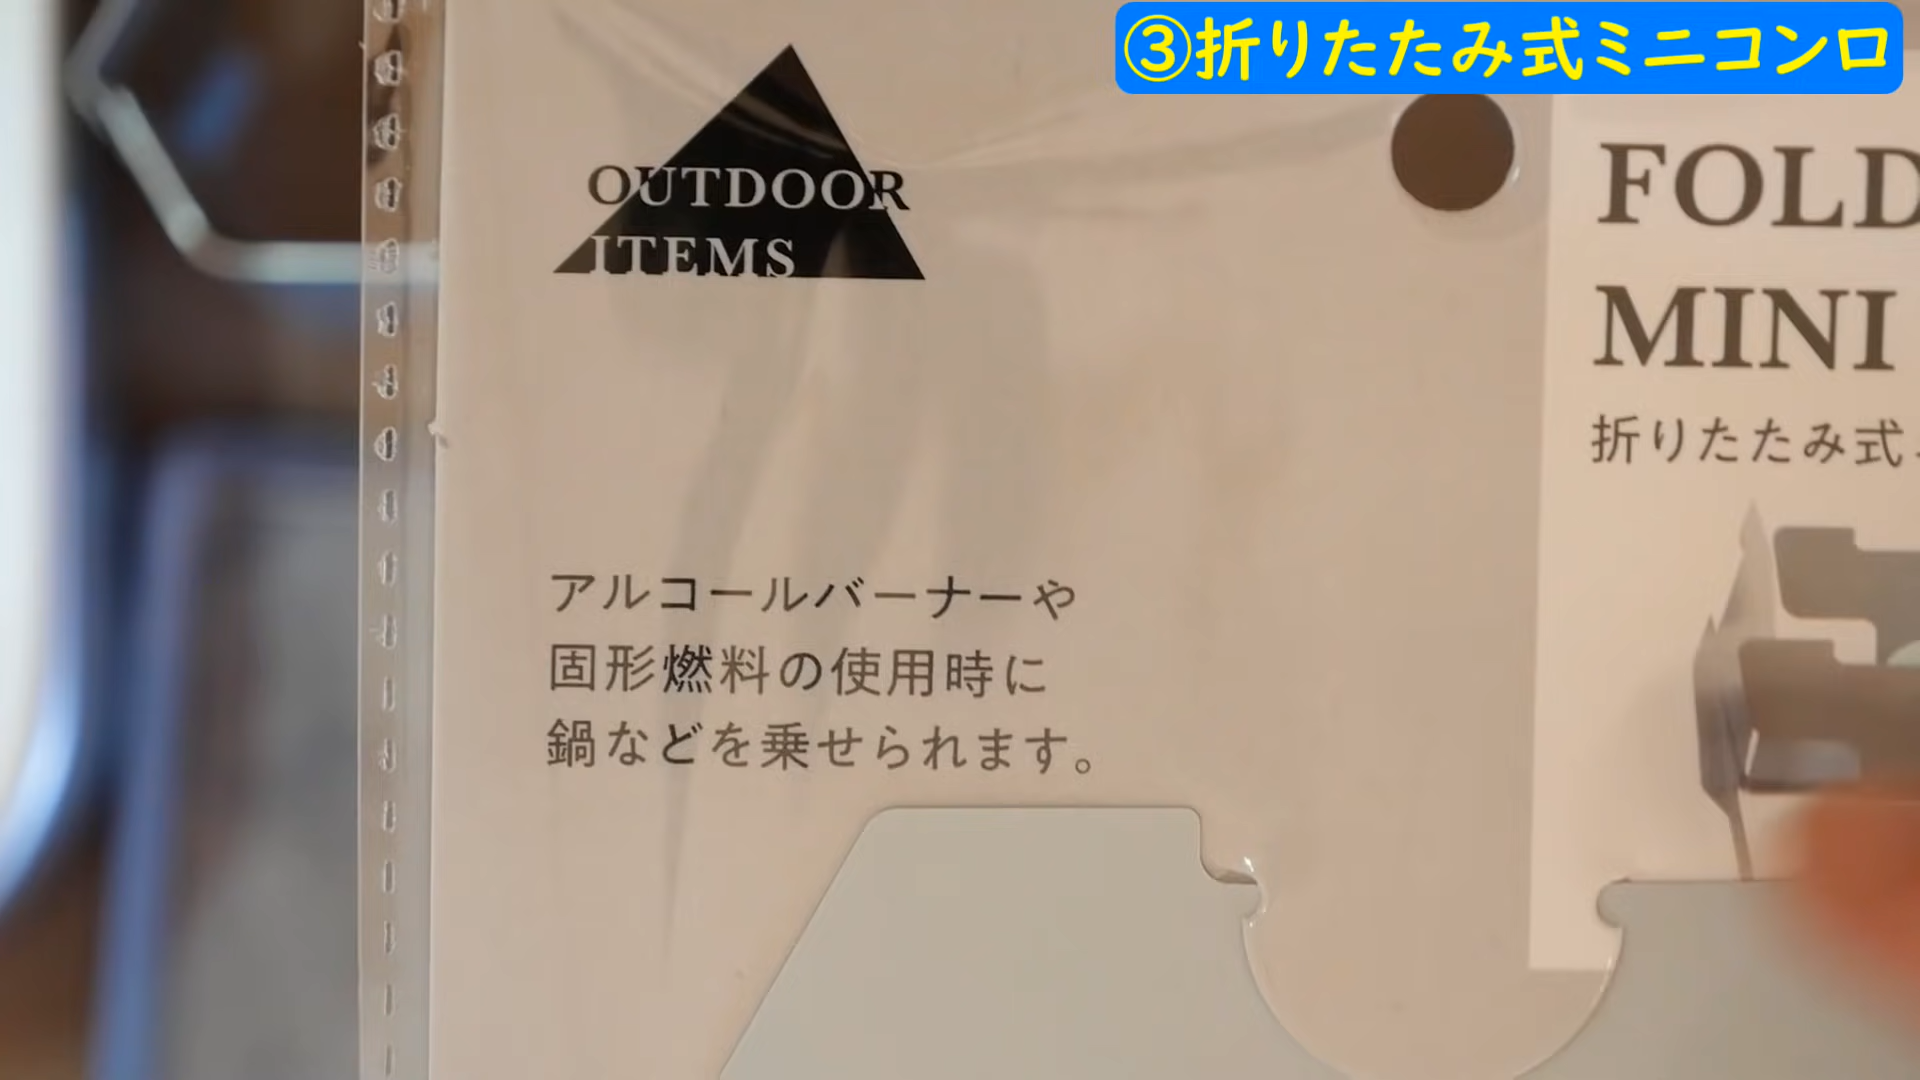 ③折りたたみ式ミニコンロ
OUTDOOR
ITEMS
FOLD
MINI
折りたたみ式
アルコールバーナーや
固形燃料の使用時に
鍋などを乗せられます。